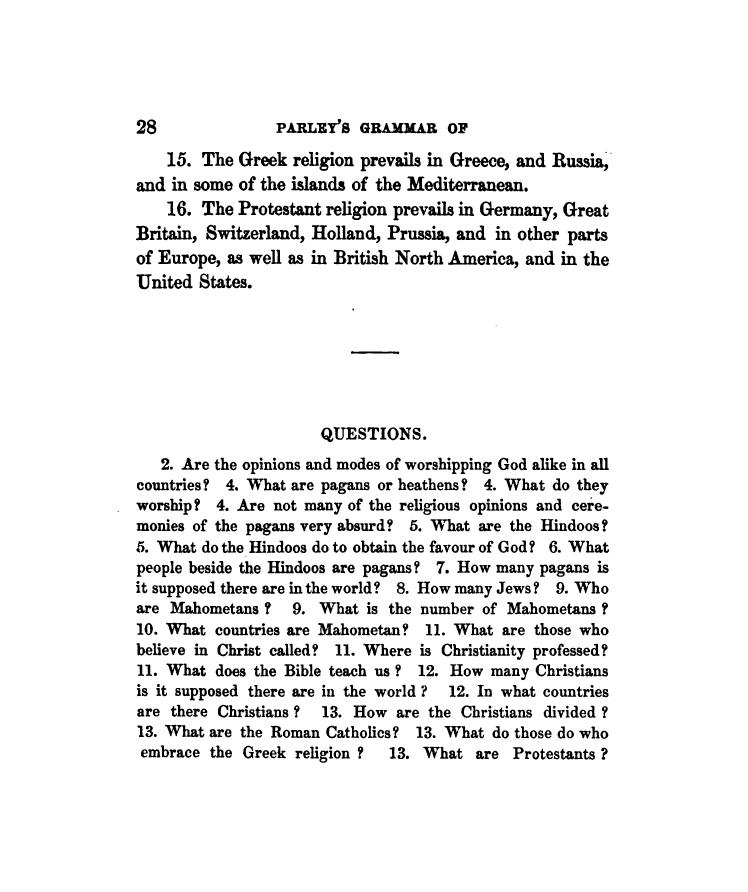 28 PARLEY'S GRAMMAR OF
15. The Greek religion prevails in Greece, and Russia,
and in some of the islands of the Mediterranean.
16. The Protestant religion prevails in Germany, Great
Britain, Switzerland, Holland, Prussia, and in other parts
of Europe, as well as in British North America, and in the
United States.
QUESTIONS.
2. Are the opinions and modes of worshipping God alike in all
countries? 4. What are pagans or heathens? 4. What do they
worship? 4. Are not many of the religious opinions and cere-
monies of the pagans very absurd? 5. What are the Hindoos?
5. What do the Hindoos do to obtain the favour of God? 6. What
people beside the Hindoos are pagans? 7. How many pagans is
it supposed there are in the world? 8. How many Jews? 9. Who
are Mahometans? 9. What is the number of Mahometans?
10. What countries are Mahometan? 11. What are those who
believe in Christ called? 11. Where is Christianity professed?
11. What does the Bible teach us? 12. How many Christians
is it supposed there are in the world? 12. In what countries
are there Christians? 13. How are the Christians divided?
13. What are the Roman Catholics? 13. What do those do who
embrace the Greek religion? 13. What are Protestants?